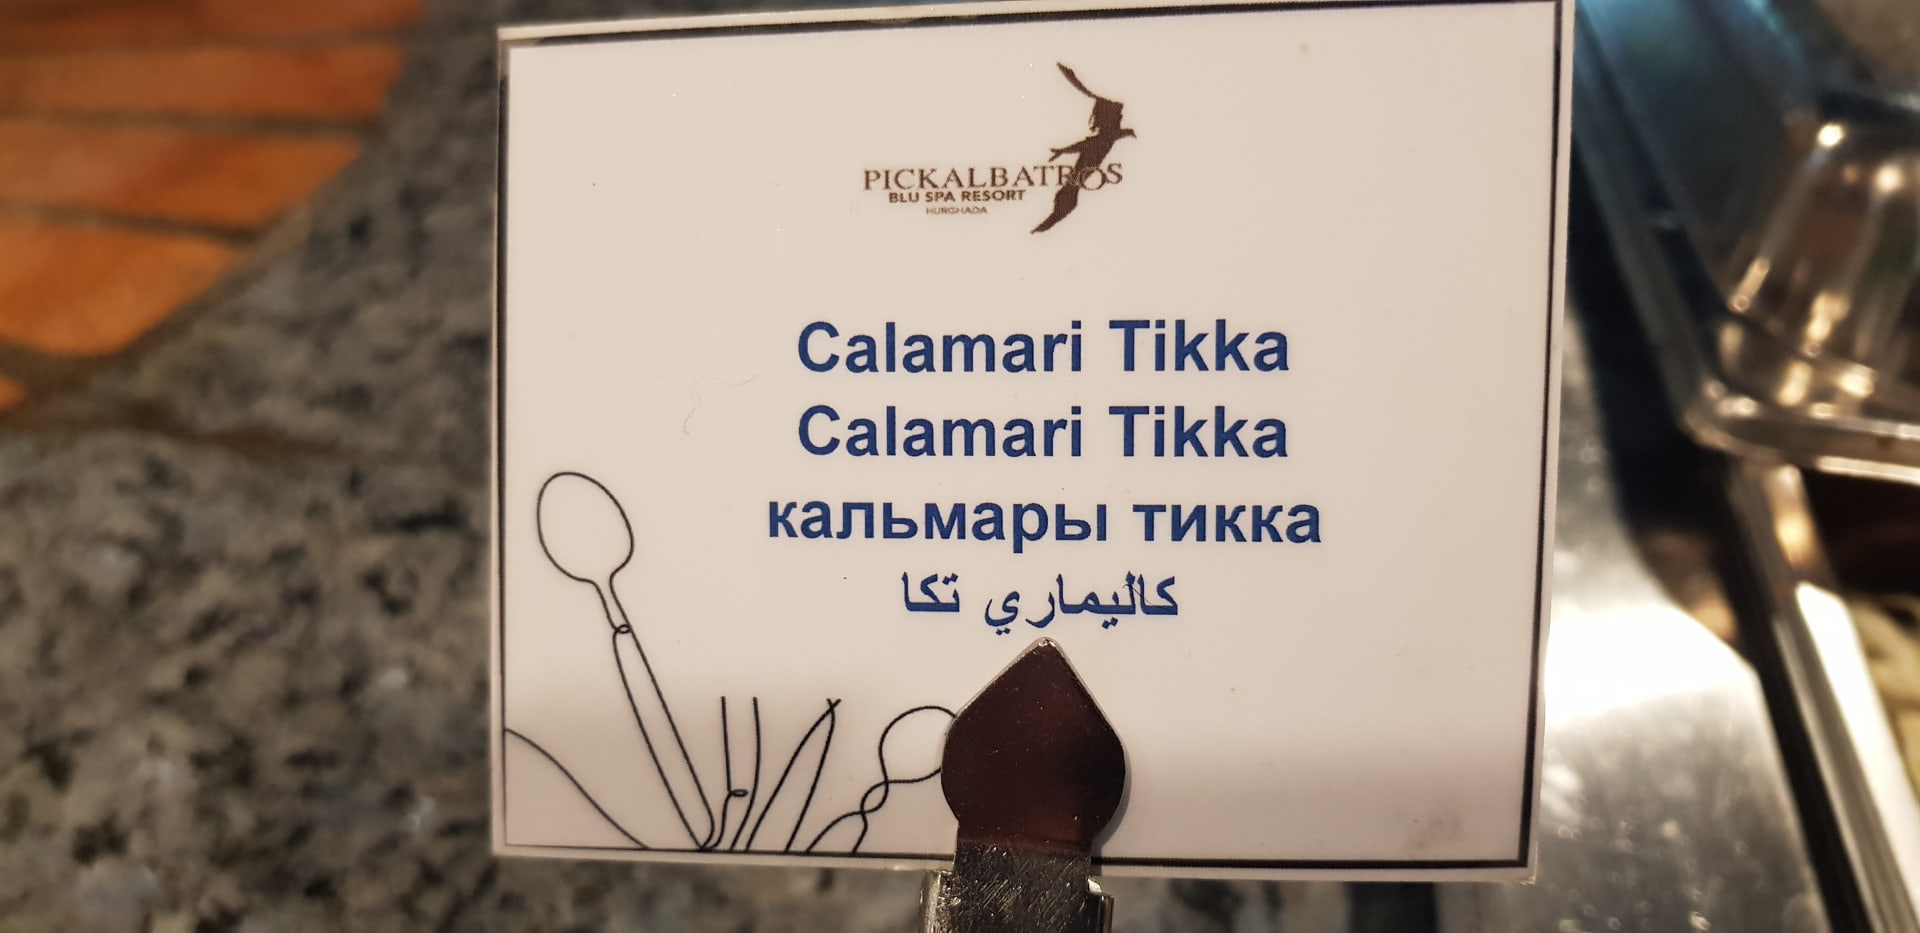 PICKALBATROS
BLU SPA RESORT
HURGHADA
Calamari Tikka
Calamari Tikka
кальмары тикка
كاليماري تكا